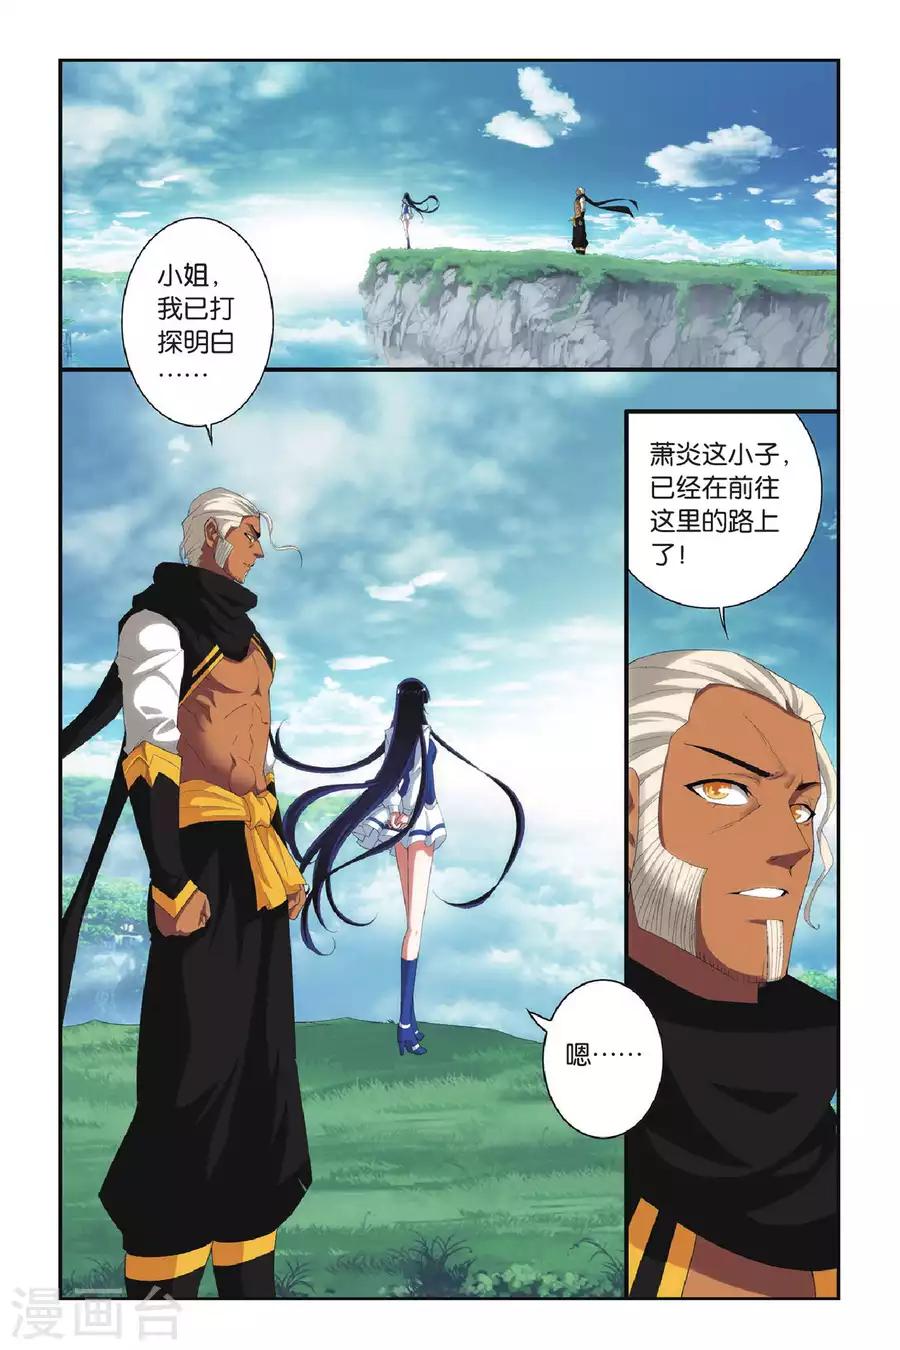 小姐，
我已打
探明白
……
萧炎这小子，
已经在前往
这里的路上
了！
嗯……
漫画台